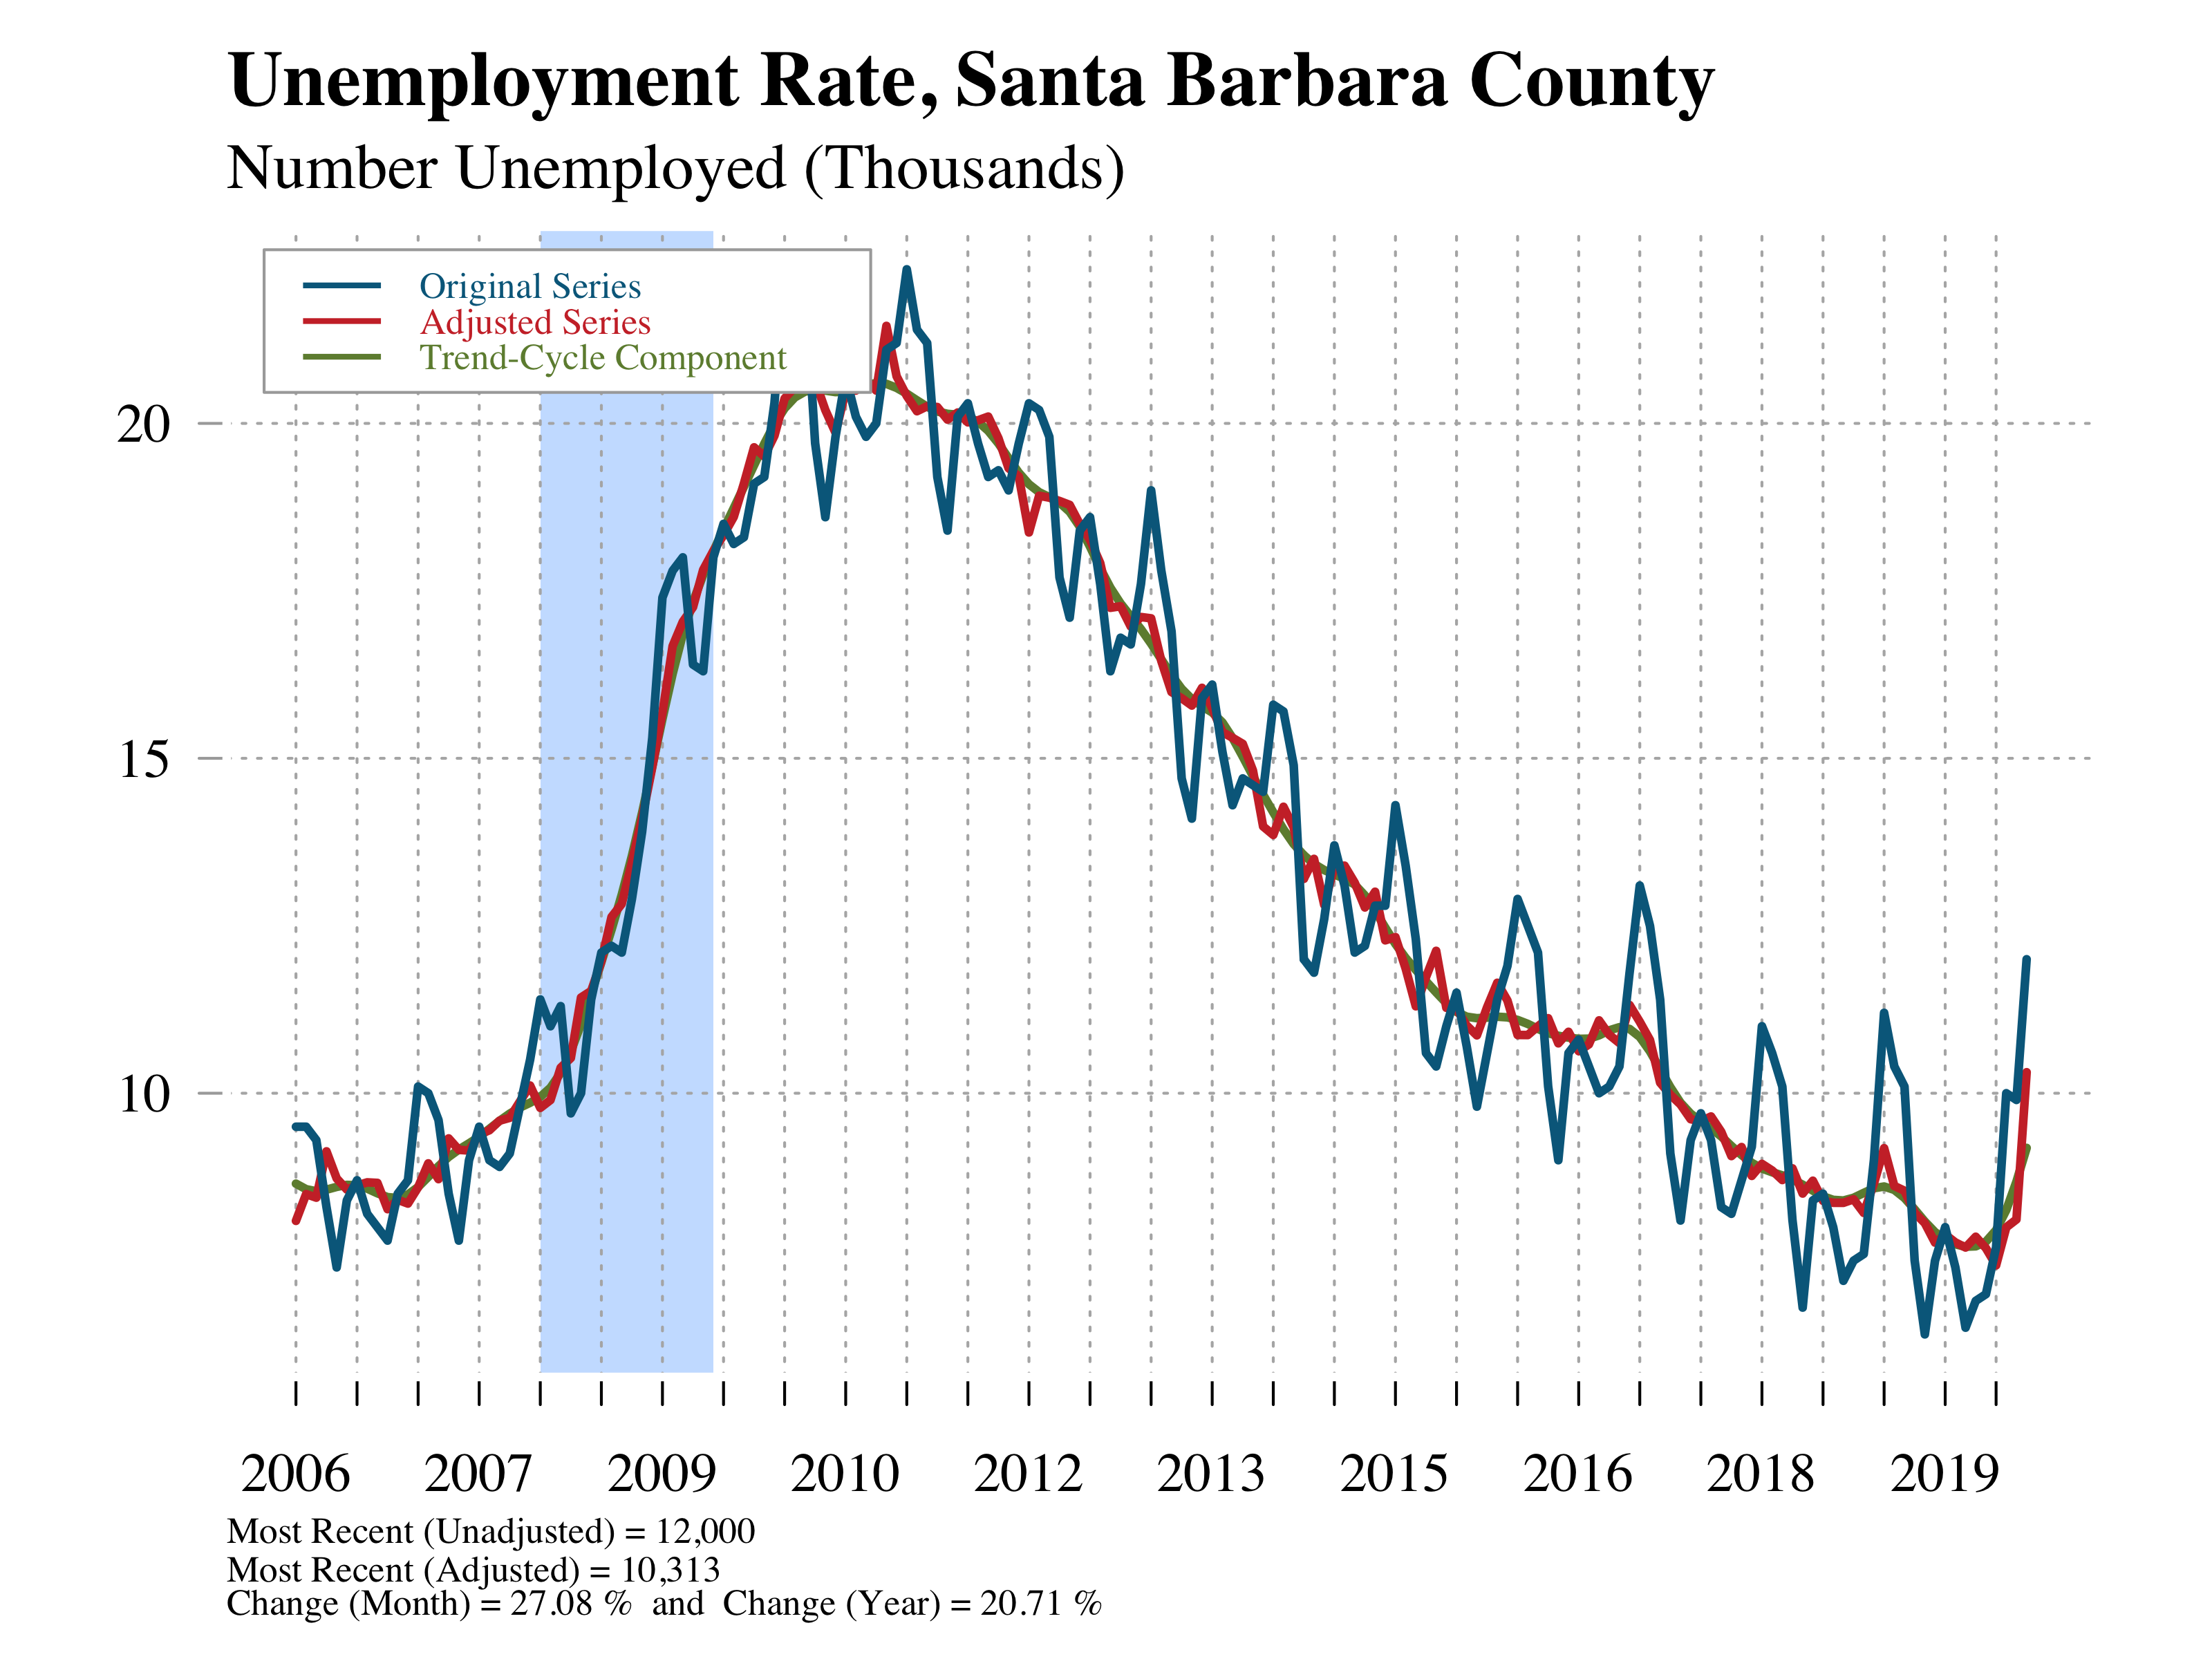 Unemployment Rate, Santa Barbara County
Number Unemployed (Thousands)
Original Series
Adjusted Series
Trend-Cycle Component
20
15
10
2006 2007 2009 2010 2012 2013 2015 2016 2018 2019
Most Recent (Unadjusted) = 12,000
Most Recent (Adjusted) = 10,313
Change (Month) = 27.08 % and Change (Year) = 20.71 %